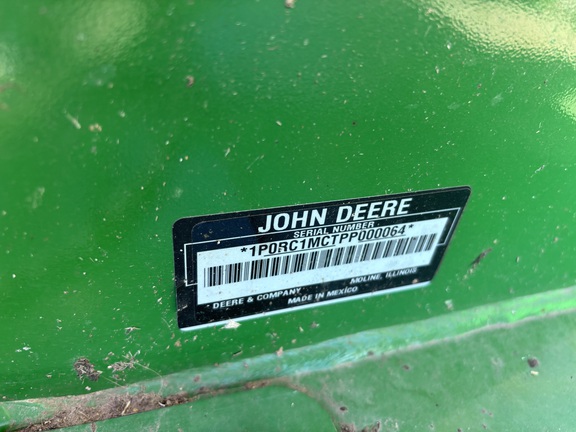 JOHN DEERE
SERIAL NUMBER
*1P0RC1MCTPP000064*
DEERE & COMPANY MOLINE, ILLINOIS
MADE IN MEXICO